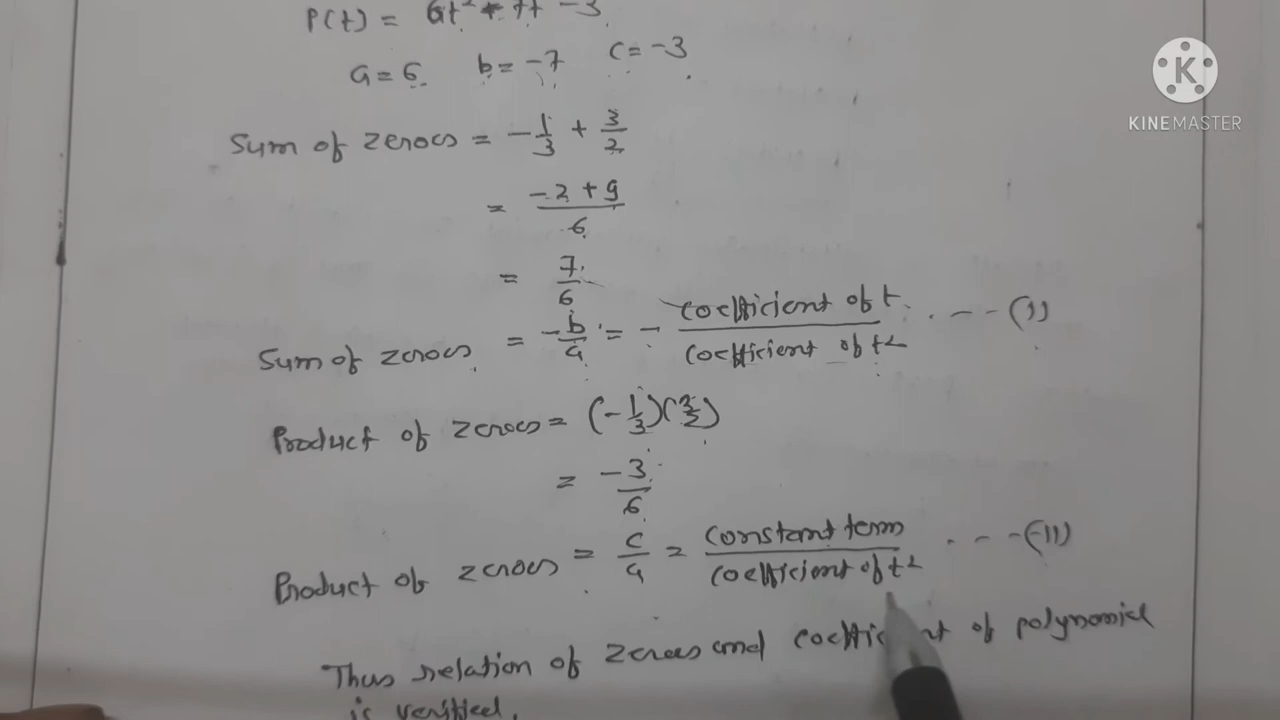 P(t) = 6t² - 7t -3
a = 6 b = -7 c = -3
Sum of zeroes = -1/3 + 3/2
= -2 + 9 / 6
= 7/6
Sum of zeroes = -b/a = - coefficient of t / coefficient of t² . --- (I)
Product of zeroes = (-1/3)(3/2)
= -3/6
Product of zeroes = c/a = constant term / coefficient of t² . --- (II)
Thus relation of zeroes and of polynomial
is verified.
KINEMASTER